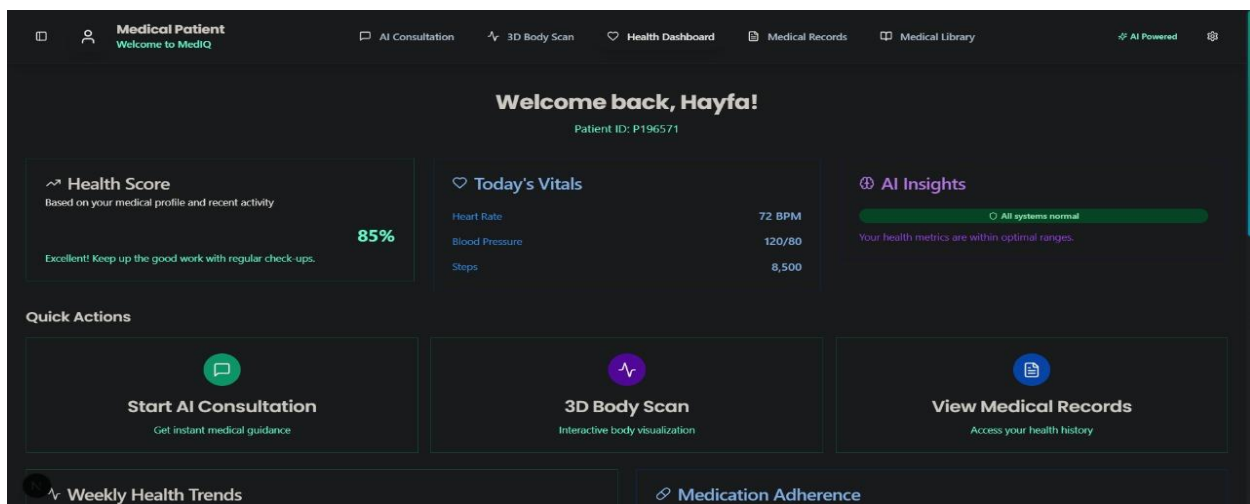 Medical Patient
Welcome to MedIQ
AI Consultation
3D Body Scan
Health Dashboard
Medical Records
Medical Library
AI Powered
Welcome back, Hayfa!
Patient ID: P196571
Health Score
Based on your medical profile and recent activity
85%
Excellent! Keep up the good work with regular check-ups.
Today's Vitals
Heart Rate 72 BPM
Blood Pressure 120/80
Steps 8,500
AI Insights
All systems normal
Your health metrics are within optimal ranges.
Quick Actions
Start AI Consultation
Get instant medical guidance
3D Body Scan
Interactive body visualization
View Medical Records
Access your health history
Weekly Health Trends
Medication Adherence